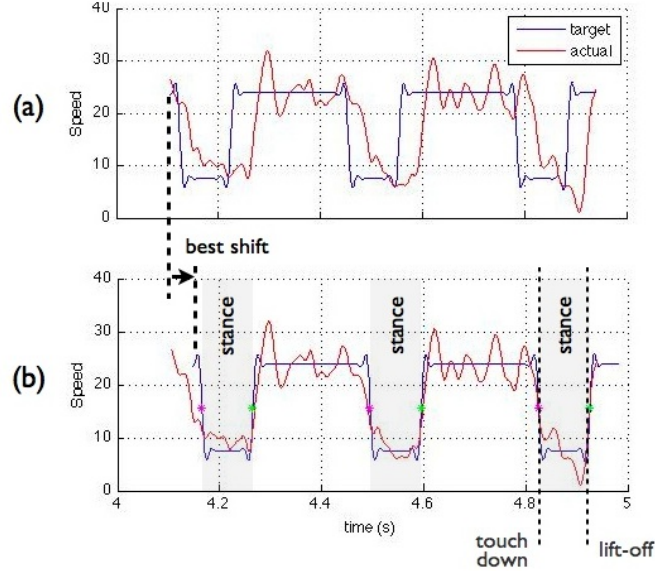 40
target
actual
30
(a)
Speed
20
10
0
best shift
40
stance
stance
stance
30
(b)
Speed
20
10
0
4
4.2
4.4
4.6
4.8
5
time (s)
touch
down
lift-off